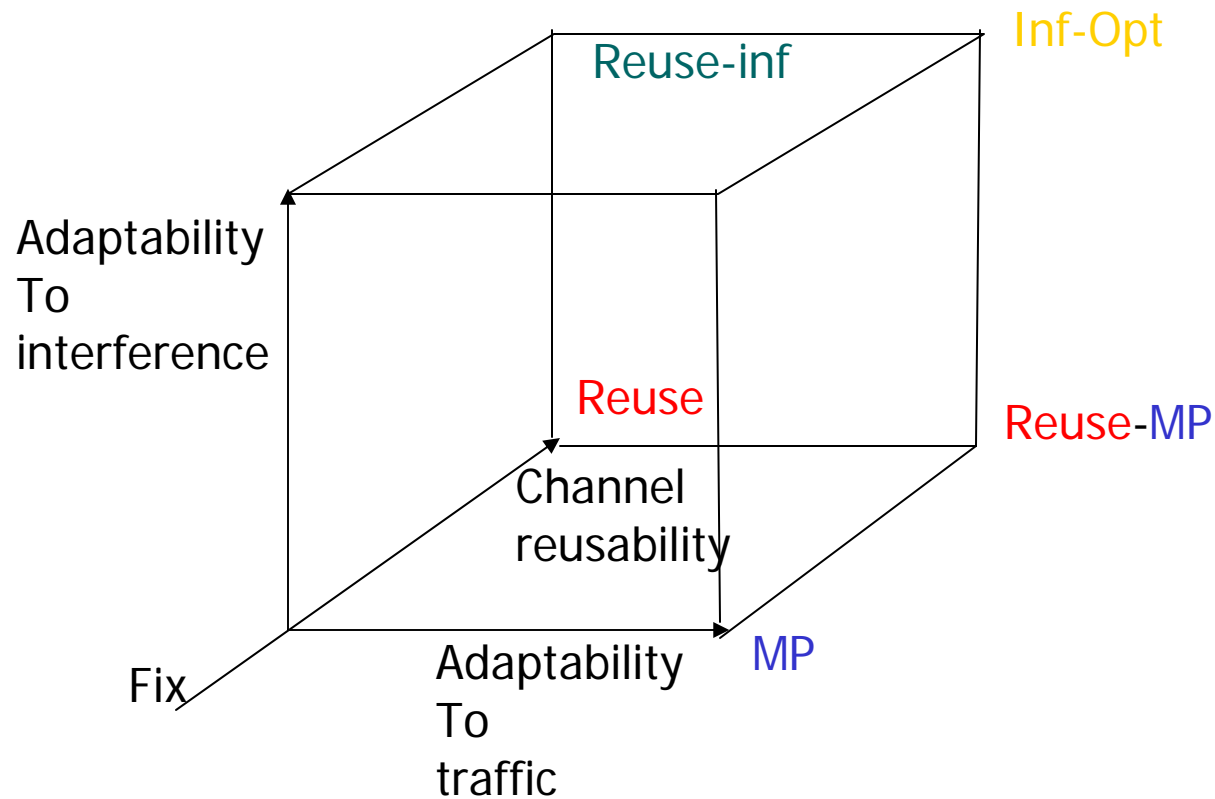 Inf-Opt
Reuse-inf
Adaptability
To
interference
Reuse
Reuse-MP
Channel
reusability
MP
Adaptability
To
traffic
Fix